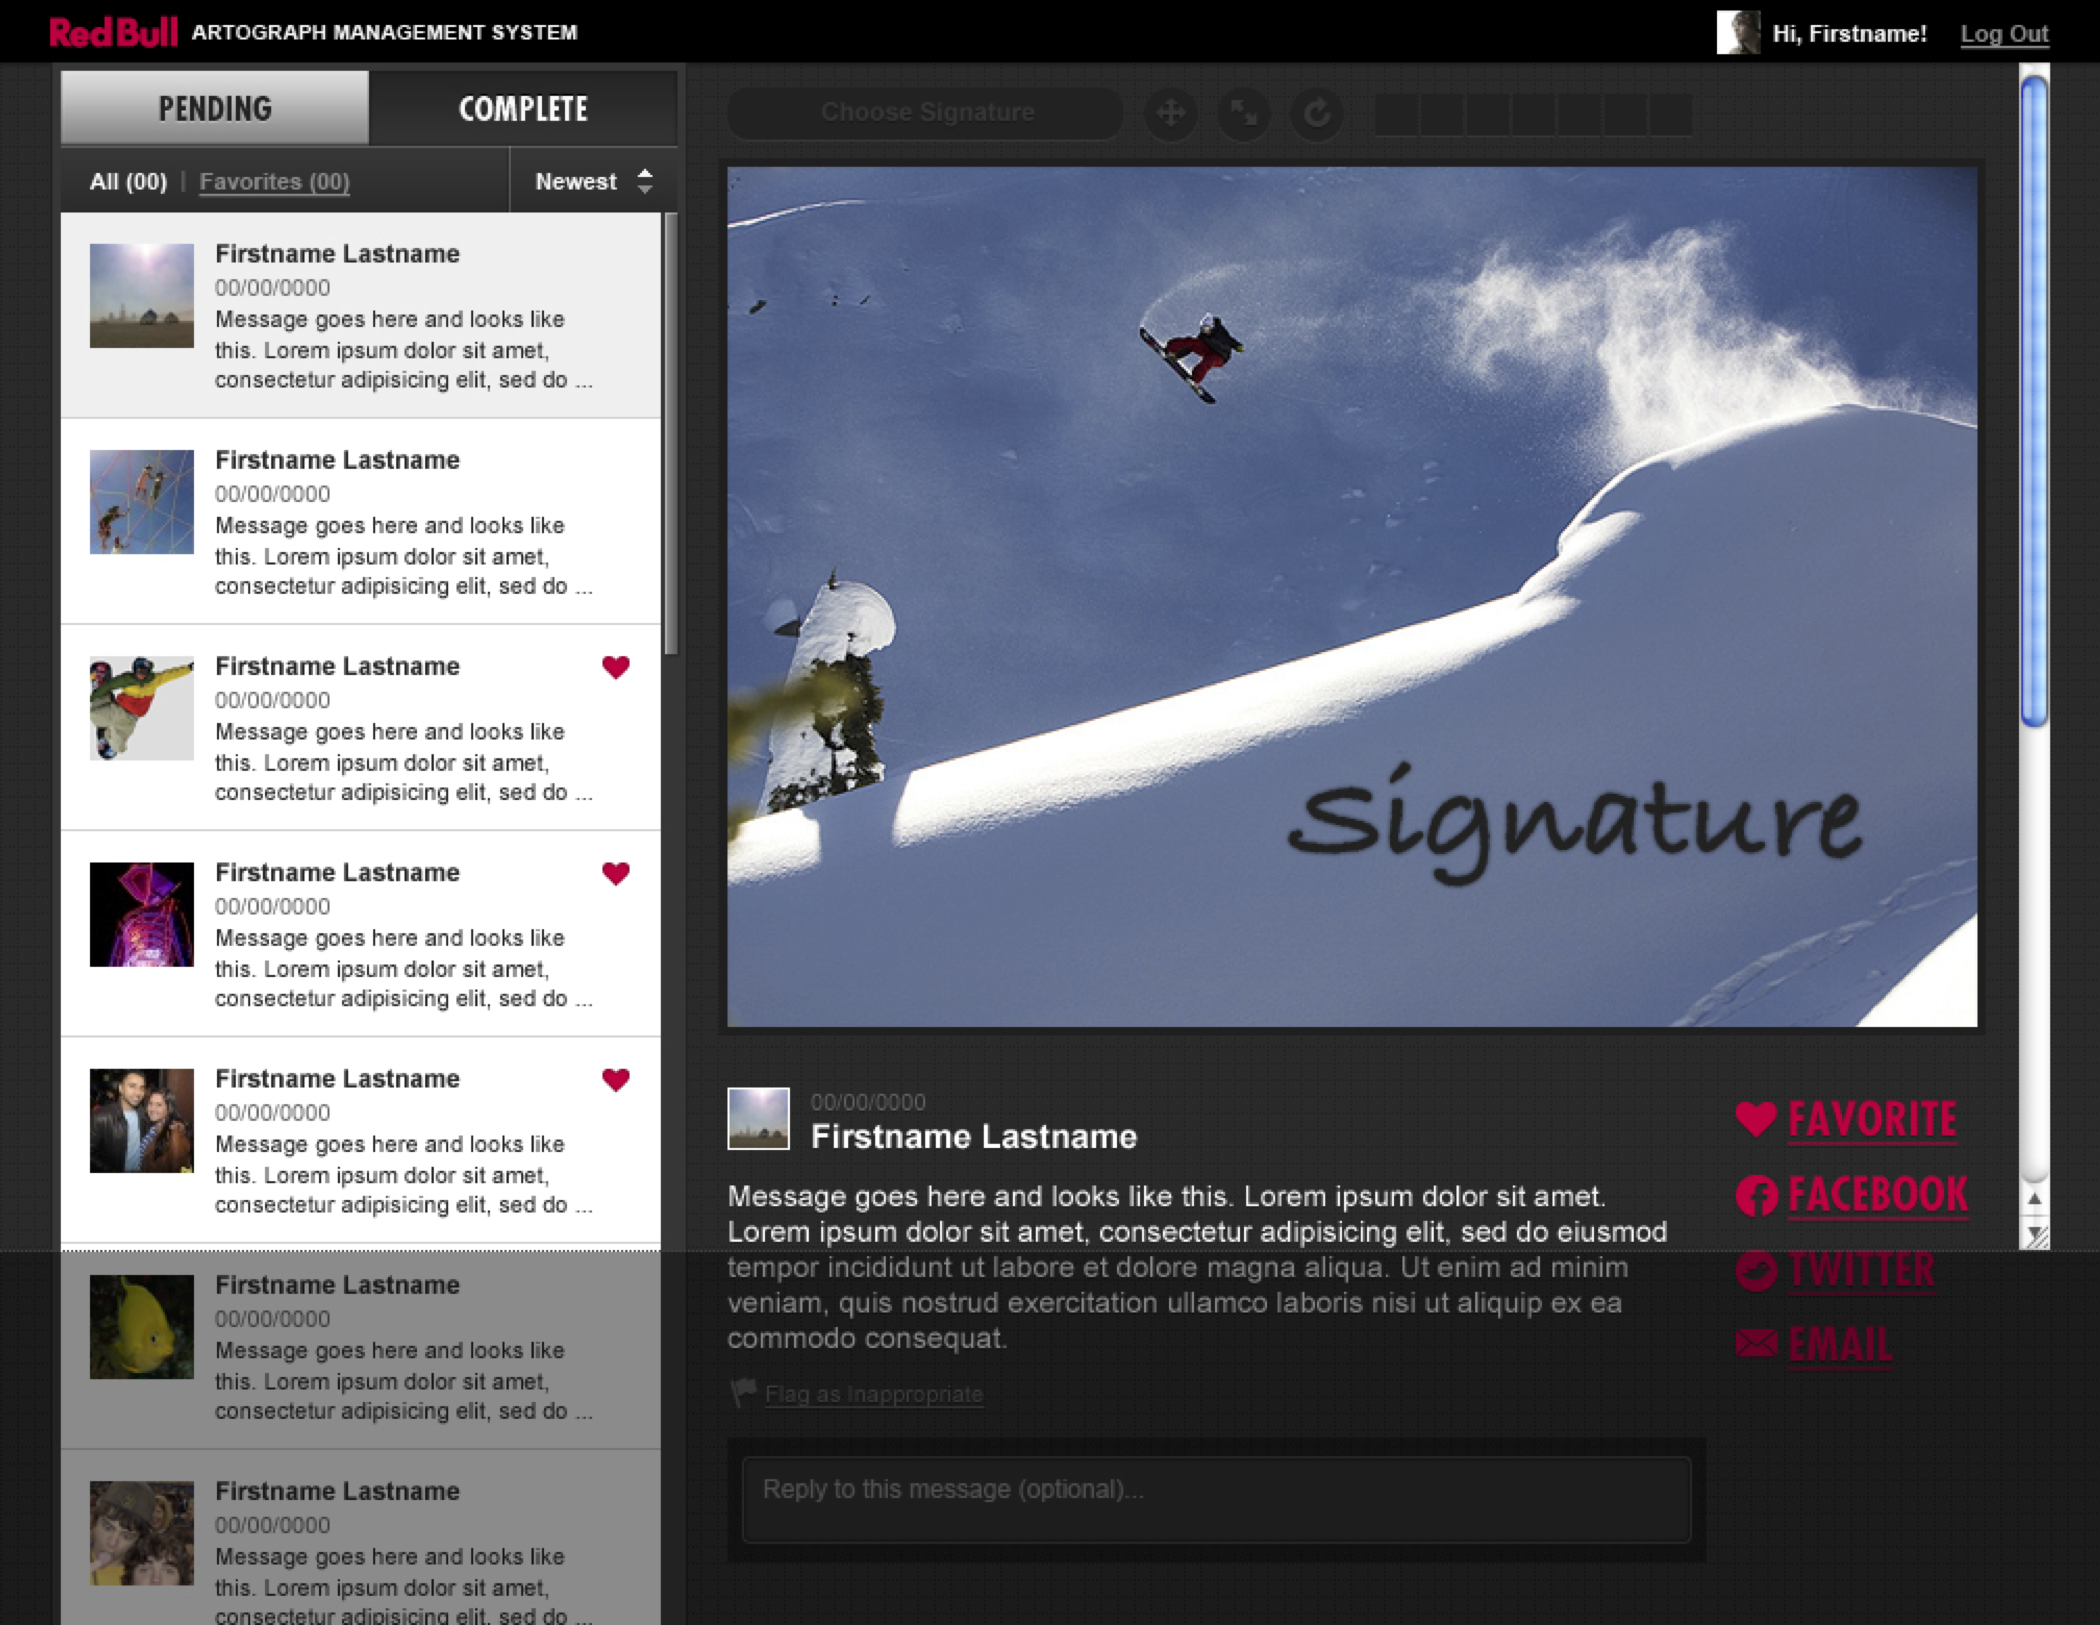 Red Bull ARTOGRAPH MANAGEMENT SYSTEM
Hi, Firstname! Log Out
PENDING COMPLETE
All (00) | Favorites (00) Newest
Firstname Lastname
00/00/0000
Message goes here and looks like
this. Lorem ipsum dolor sit amet,
consectetur adipisicing elit, sed do ...
Firstname Lastname
00/00/0000
Message goes here and looks like
this. Lorem ipsum dolor sit amet,
consectetur adipisicing elit, sed do ...
Firstname Lastname
00/00/0000
Message goes here and looks like
this. Lorem ipsum dolor sit amet,
consectetur adipisicing elit, sed do ...
Firstname Lastname
00/00/0000
Message goes here and looks like
this. Lorem ipsum dolor sit amet,
consectetur adipisicing elit, sed do ...
Firstname Lastname
00/00/0000
Message goes here and looks like
this. Lorem ipsum dolor sit amet,
consectetur adipisicing elit, sed do ...
Firstname Lastname
00/00/0000
Message goes here and looks like
this. Lorem ipsum dolor sit amet,
consectetur adipisicing elit, sed do ...
Firstname Lastname
00/00/0000
Message goes here and looks like
this. Lorem ipsum dolor sit amet,
consectetur adipisicing elit, sed do ...
Choose Signature
Signature
00/00/0000
Firstname Lastname
Message goes here and looks like this. Lorem ipsum dolor sit amet.
Lorem ipsum dolor sit amet, consectetur adipisicing elit, sed do eiusmod
tempor incididunt ut labore et dolore magna aliqua. Ut enim ad minim
veniam, quis nostrud exercitation ullamco laboris nisi ut aliquip ex ea
commodo consequat.
Flag as Inappropriate
Reply to this message (optional)...
FAVORITE
FACEBOOK
TWITTER
EMAIL